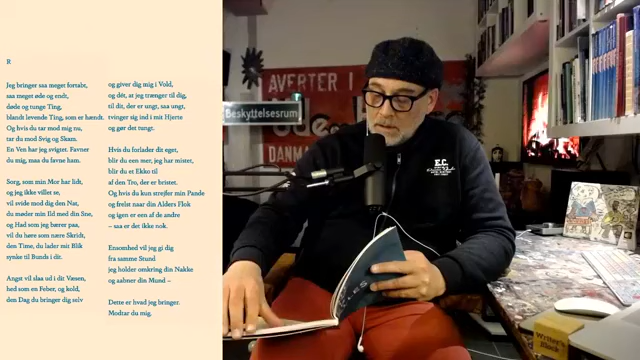 R
Jeg bringer saa meget fortabt,
saa meget øde og endt,
døde og tunge Ting,
blandt levende Ting, som er hændt.
Og hvis du tør mod mig nu,
tar du mod Svig og Skam.
En Ven har jeg svigtet. Favner
du mig, maa du favne ham.
Sorg, som min Mor har lidt,
og jeg ikke villet se,
vil svide mod dig den Nat,
du møder min Ild med din Sne,
og Had som jeg bærer paa,
vil du høre som nære Skridt,
den Time, du lader mit Blik
synke til Bunds i dit.
Angst vil slaa ud i dit Væsen,
hed som en Feber, og kold,
den Dag du bringer dig selv
og giver dig mig i Vold,
og dét, at jeg trænger til dig,
til dit, der er ungt, saa ungt,
tvinger sig ind i mit Hjerte
og gør det tungt.
Hvis du forlader dit eget,
blir du een mer, jeg har mistet,
blir du et Ekko til
af den Tro, der er bristet.
Og hvis du kun strejfer min Pande
og frelst naar din Alders Flok
og igen er een af de andre
– saa er det ikke nok.
Ensomhed vil jeg gi dig
fra samme Stund
jeg holder omkring din Nakke
og aabner din Mund –
Dette er hvad jeg bringer.
Modtar du mig.
AVERTER I
DANMA
Beskyttelsesrum
E.C.
Writer's
Block